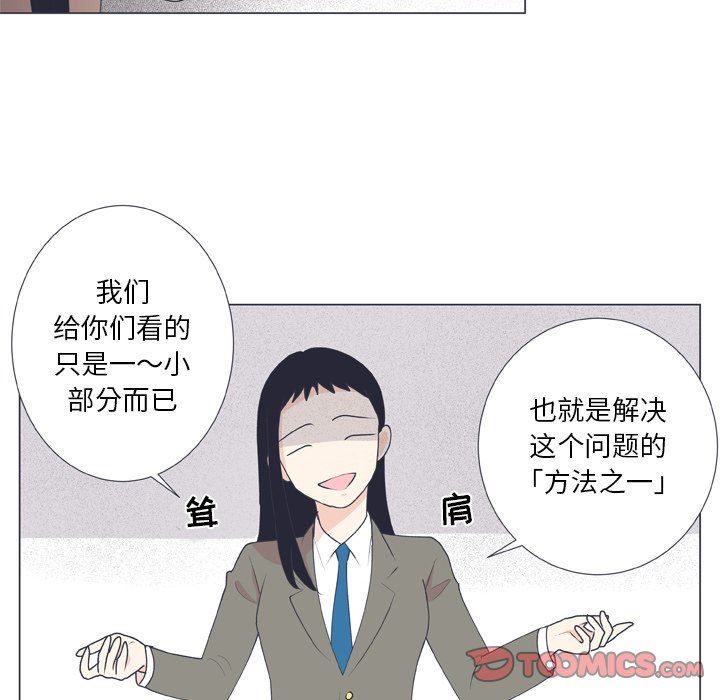 我们
给你们看的
只是一～小
部分而已
也就是解决
这个问题的
「方法之一」
耸
肩
TOOMICS.COM